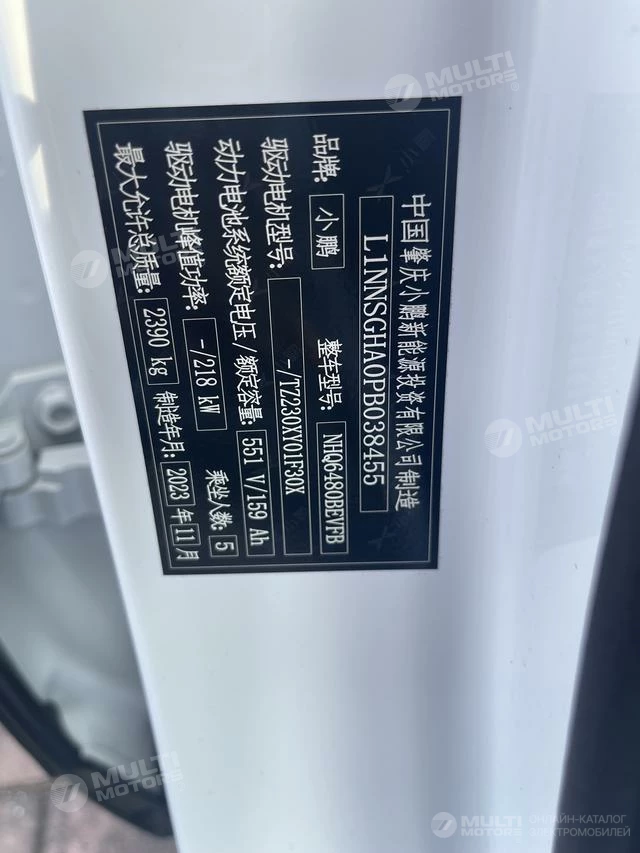 中国肇庆小鹏新能源投资有限公司制造
L1NNSGHA0PB038455
品牌: 小鹏 整车型号: NHQ6480BEVFB
驱动电机型号: -/TZ230XY01F30X
动力电池系统额定电压/额定容量: 551 V/159 Ah
驱动电机峰值功率: -/218 kW 乘坐人数: 5
最大允许总质量: 2390 kg 制造年月: 2023 年 11 月
MULTI MOTORS
MULTI MOTORS
MULTI MOTORS
MULTI MOTORS
MULTI MOTORS ОНЛАЙН-КАТАЛОГ ЭЛЕКТРОМОБИЛЕЙ